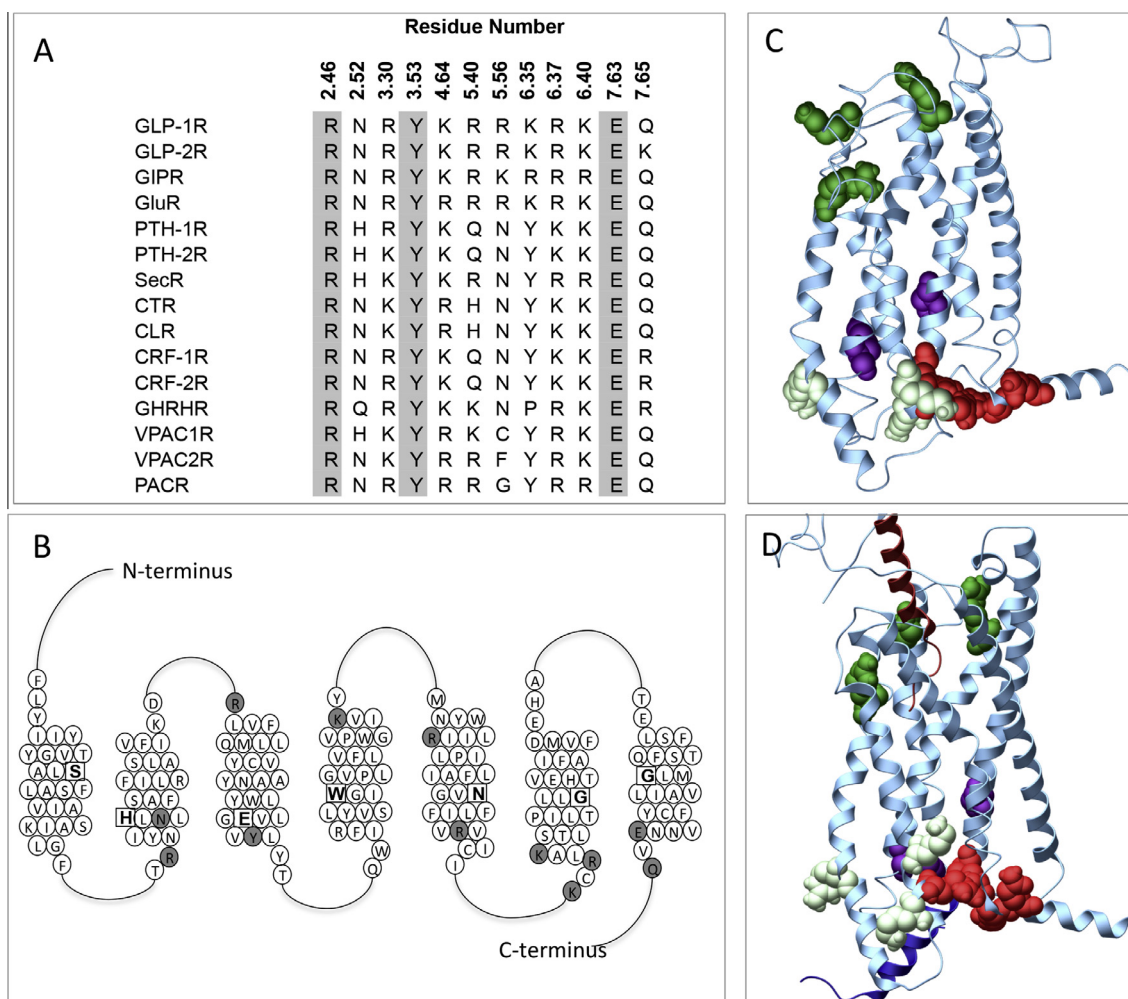 A
Residue Number
2.46 2.52 3.30 3.53 4.64 5.40 5.56 6.35 6.37 6.40 7.63 7.65
GLP-1R R N R Y K R R K R K E Q
GLP-2R R N R Y K R R K R K E K
GIPR R N R Y K R K R R R E Q
GluR R N R Y R R R K R K E Q
PTH-1R R H R Y K Q N Y K K E Q
PTH-2R R H K Y K Q N Y K K E Q
SecR R H K Y K R N Y R R E Q
CTR R N K Y R H N Y K K E Q
CLR R N K Y R H N Y K K E Q
CRF-1R R N R Y K Q N Y K K E R
CRF-2R R N R Y K Q N Y K K E R
GHRHR R Q R Y K K N P R K E R
VPAC1R R H K Y R K C Y R K E Q
VPAC2R R N K Y R R F Y R K E Q
PACR R N R Y R R G Y R R E Q
B
N-terminus
F
L
Y
I I Y
Y G V T
A L S
L A S F
V I A
K I A S
L G
F
D
K
V F I
S L A
F I L R
S A F
H L N L
I Y N
R
T
R
L V F
Q M L L
Y C V
Y N A A
Y W L
G E V L
V Y L
Y
T
Y
K V I
V P W G
V F L
G V P L
W G I
L Y V S
R F I
W
Q
M
N Y W
R I I L
L P I
I A F L
G V N
F I L F
V R V
I C I
A
H
E
D M V F
I F A
V E H T
L L G
P I L T
S T L
K A L R
C
K
T
E
L S F
Q F S T
G L M
L I A V
Y C F
E V N N V
Q
C-terminus
C
D